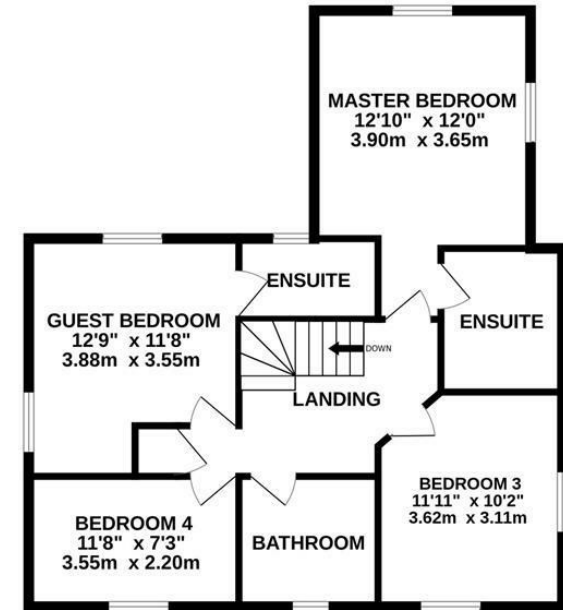 MASTER BEDROOM
12'10" x 12'0"
3.90m x 3.65m
ENSUITE
GUEST BEDROOM
12'9" x 11'8"
3.88m x 3.55m
ENSUITE
DOWN
LANDING
BEDROOM 3
11'11" x 10'2"
3.62m x 3.11m
BEDROOM 4
11'8" x 7'3"
3.55m x 2.20m
BATHROOM